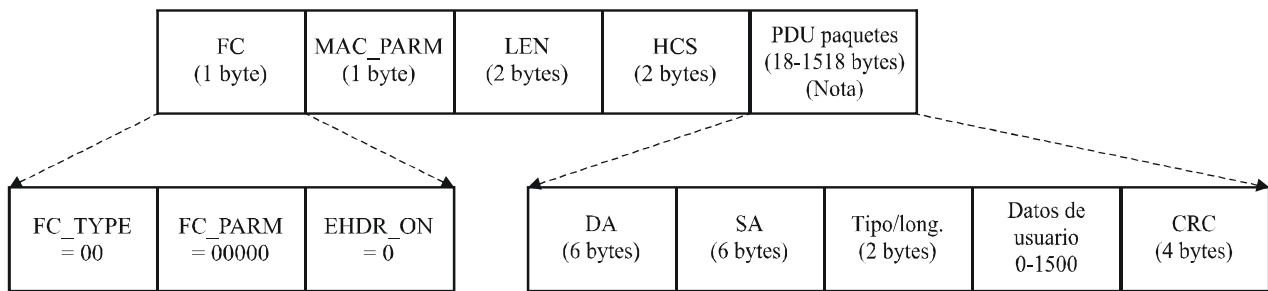 FC
(1 byte)
MAC_PARM
(1 byte)
LEN
(2 bytes)
HCS
(2 bytes)
PDU paquetes
(18-1518 bytes)
(Nota)
FC_TYPE
= 00
FC_PARM
= 00000
EHDR_ON
= 0
DA
(6 bytes)
SA
(6 bytes)
Tipo/long.
(2 bytes)
Datos de
usuario
0-1500
CRC
(4 bytes)